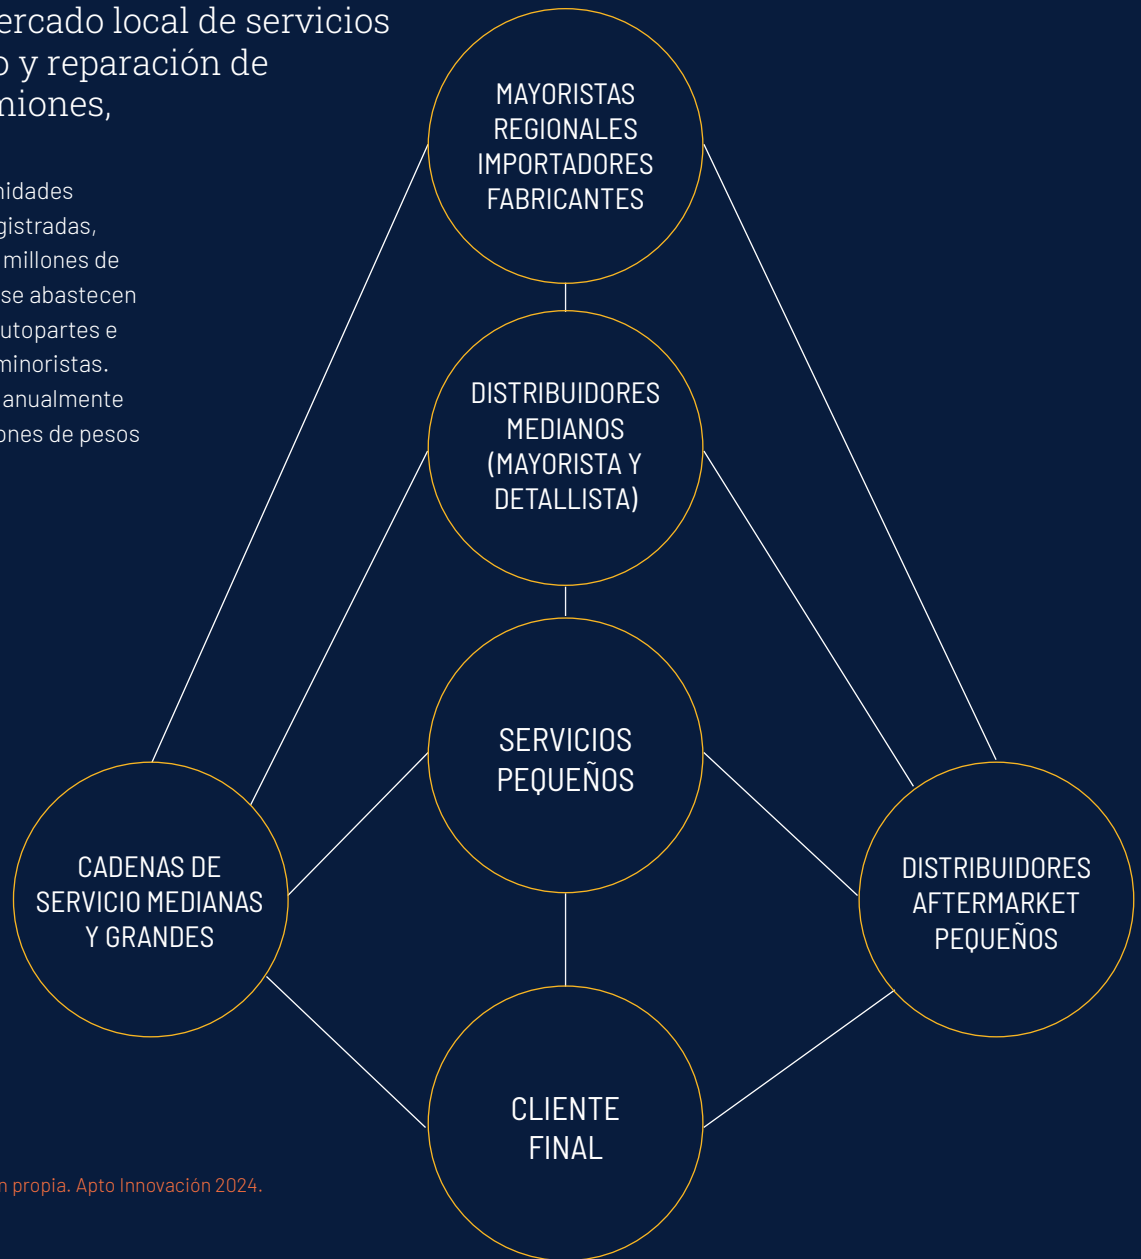 ercado local de servicios
o y reparación de
miones,
nidades
gistradas,
millones de
se abastecen
utopartes e
minoristas.
anualmente
ones de pesos
MAYORISTAS
REGIONALES
IMPORTADORES
FABRICANTES
DISTRIBUIDORES
MEDIANOS
(MAYORISTA Y
DETALLISTA)
SERVICIOS
PEQUEÑOS
CADENAS DE
SERVICIO MEDIANAS
Y GRANDES
DISTRIBUIDORES
AFTERMARKET
PEQUEÑOS
CLIENTE
FINAL
n propia. Apto Innovación 2024.